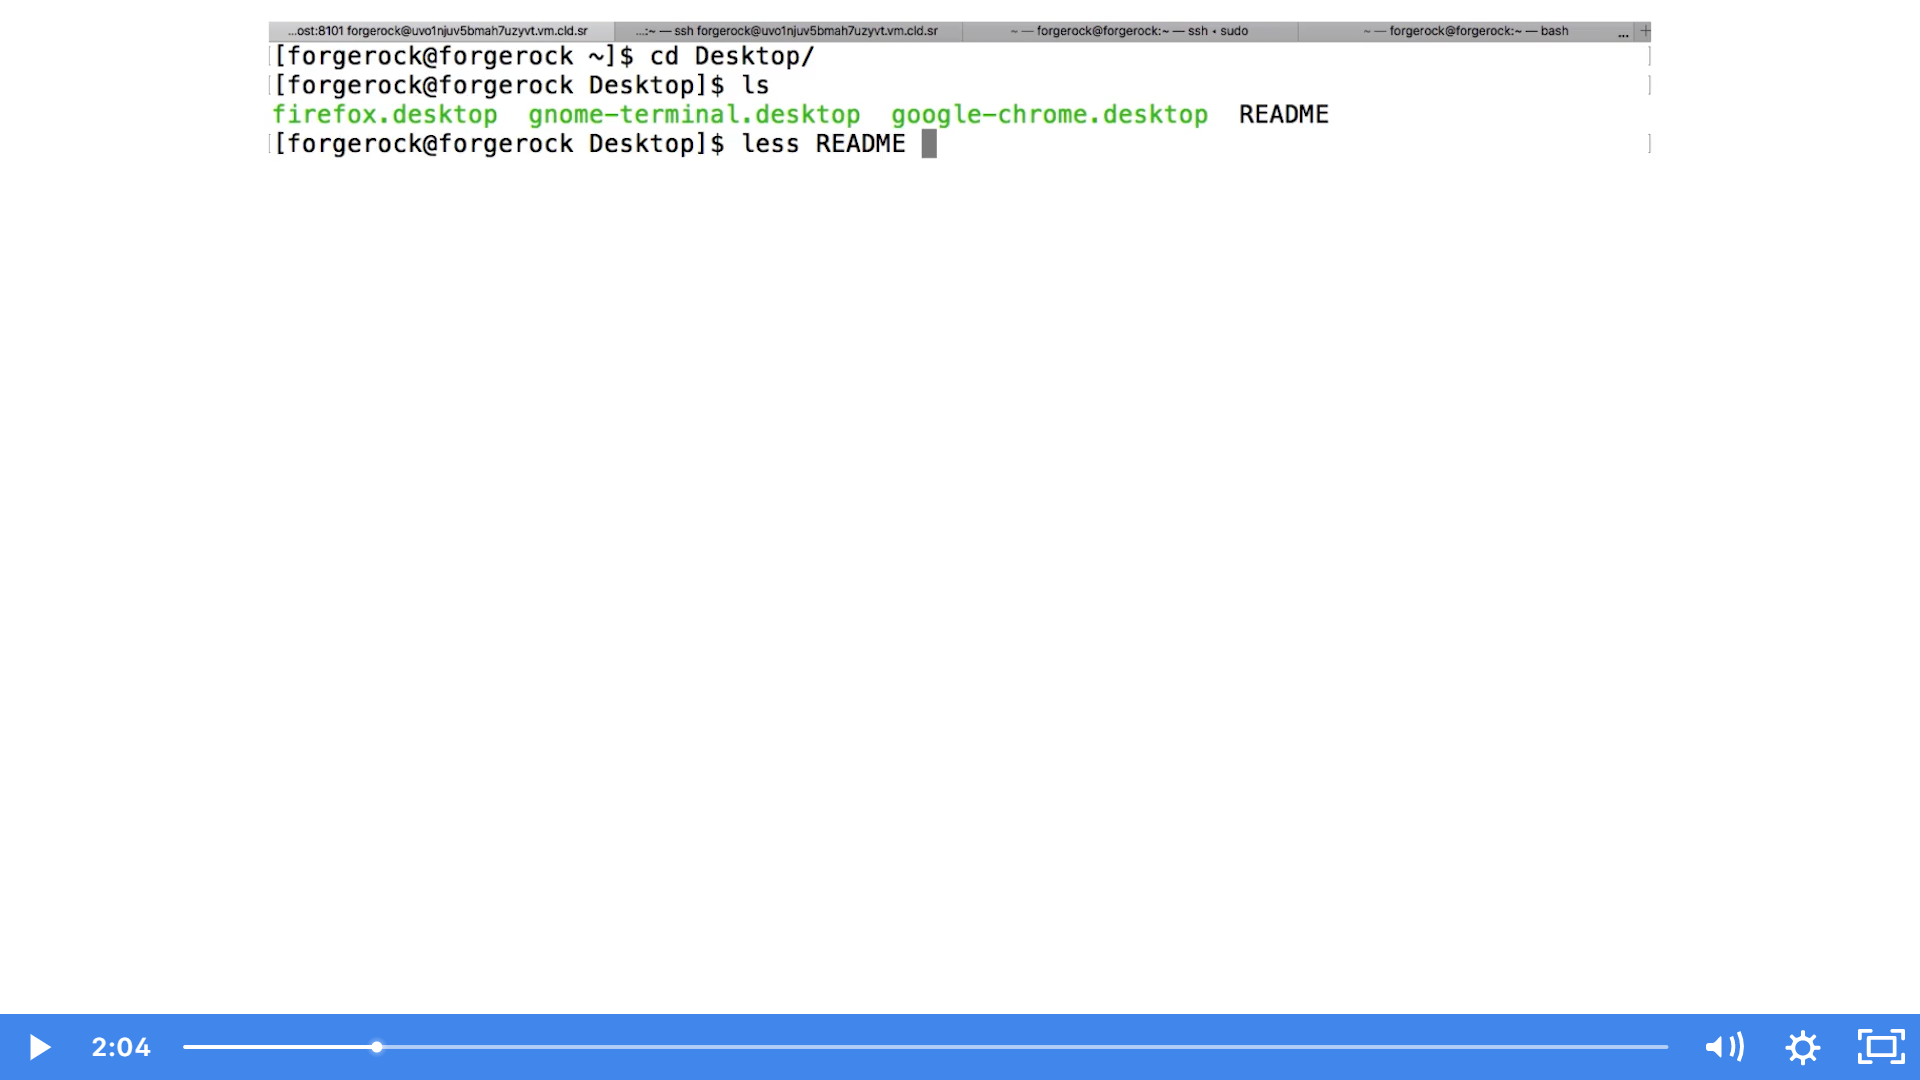 ...ost:8101 forgerock@uvo1njuv5bmah7uzyvt.vm.cld.sr ...:~ — ssh forgerock@uvo1njuv5bmah7uzyvt.vm.cld.sr ~ — forgerock@forgerock:~ — ssh ‹ sudo ~ — forgerock@forgerock:~ — bash ... +
[forgerock@forgerock ~]$ cd Desktop/
[forgerock@forgerock Desktop]$ ls
firefox.desktop gnome-terminal.desktop google-chrome.desktop README
[forgerock@forgerock Desktop]$ less README
2:04